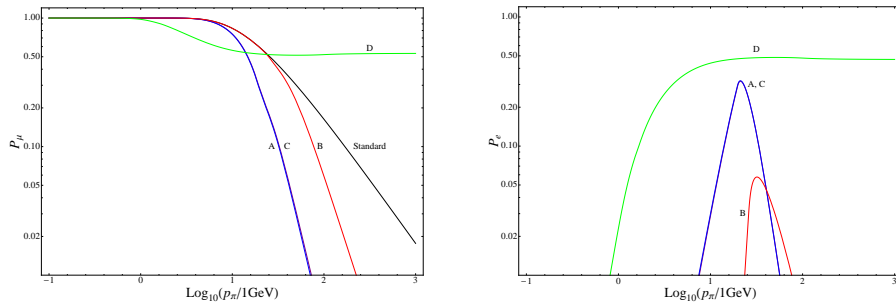 1.00
0.50
0.20
0.10
0.05
0.02
P_μ
D
A C B Standard
-1 0 1 2 3
Log₁₀(p_π/1GeV)
1.00
0.50
0.20
0.10
0.05
0.02
P_e
D
A, C
B
-1 0 1 2 3
Log₁₀(p_π/1GeV)